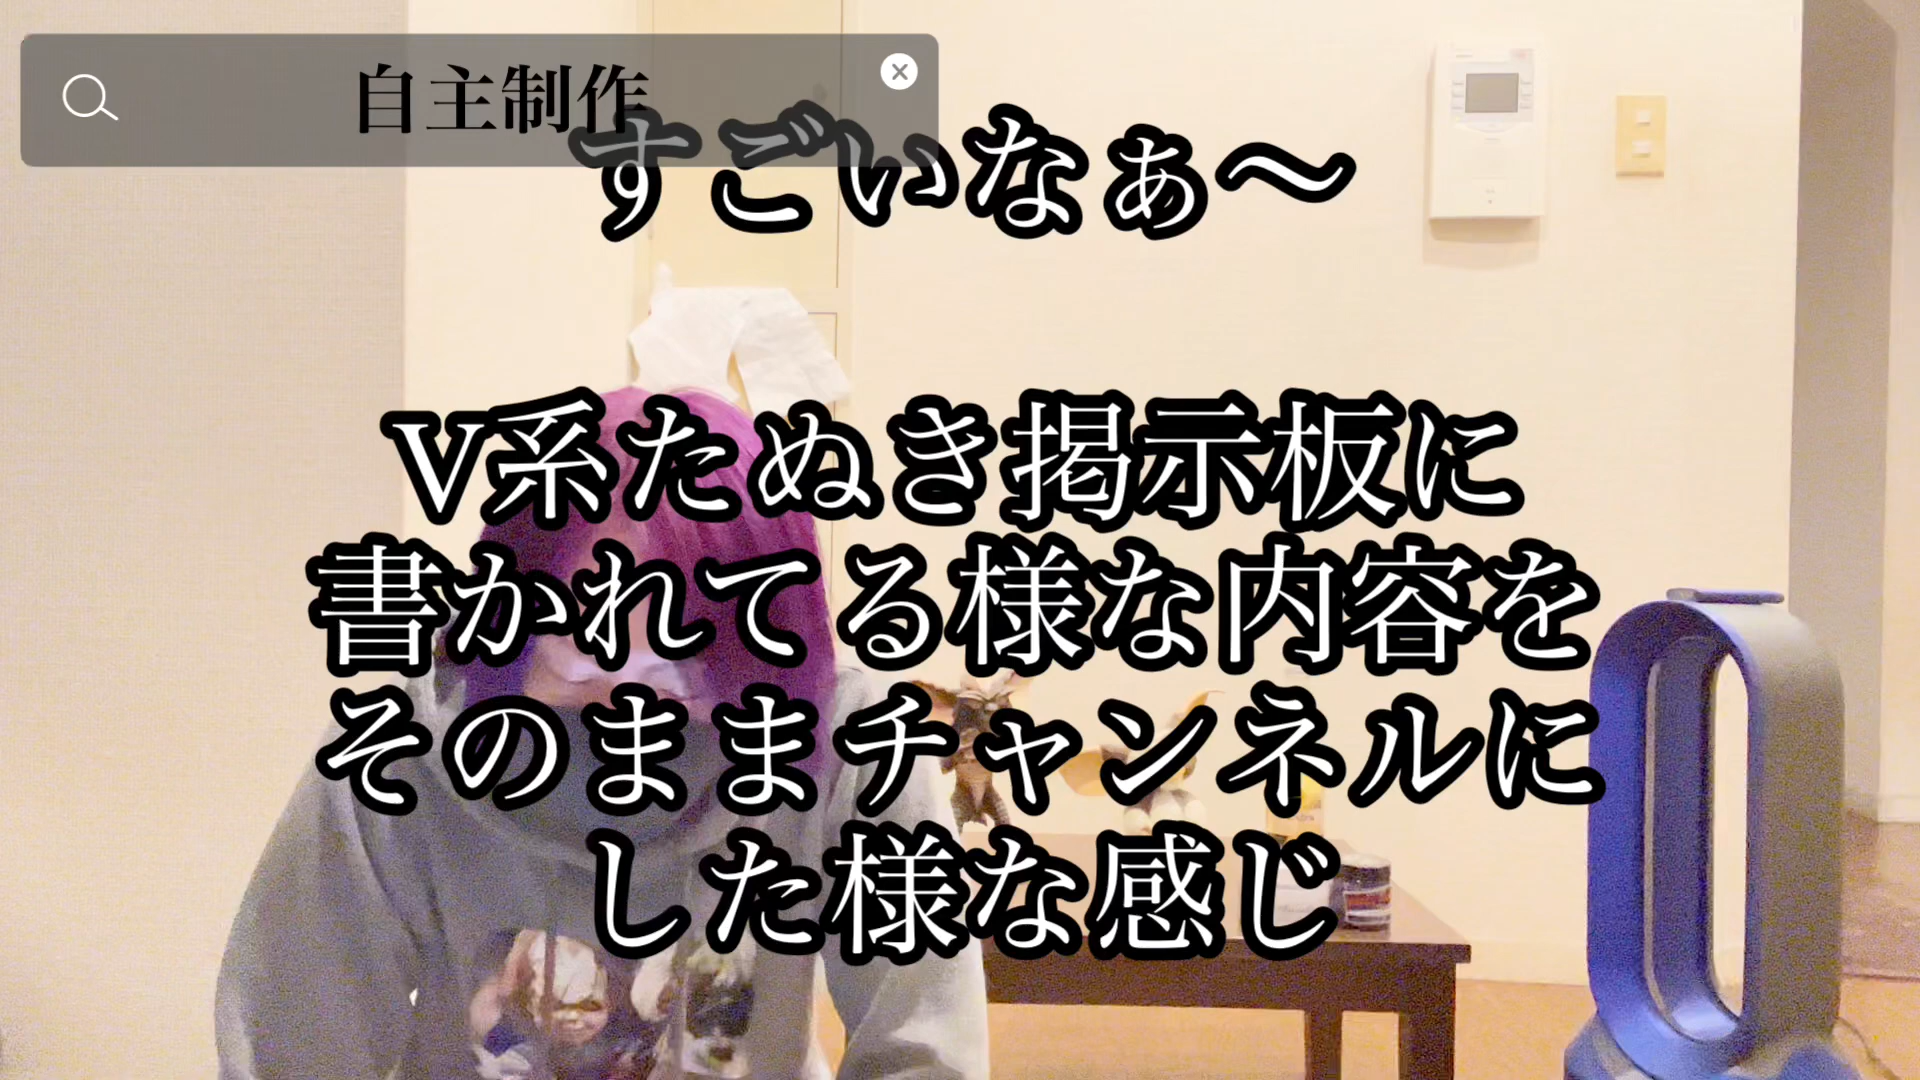 自主制作
すごいなぁ〜
V系たぬき掲示板に
書かれてる様な内容を
そのままチャンネルに
した様な感じ